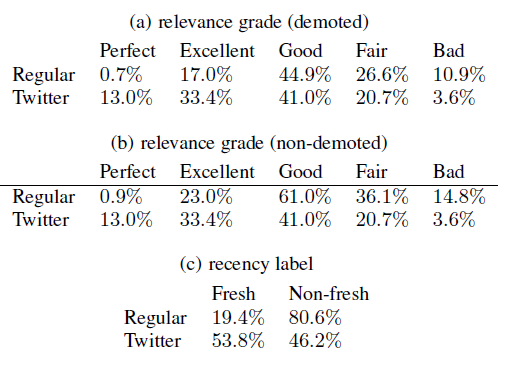 (a) relevance grade (demoted)
Perfect Excellent Good Fair Bad
Regular 0.7% 17.0% 44.9% 26.6% 10.9%
Twitter 13.0% 33.4% 41.0% 20.7% 3.6%
(b) relevance grade (non-demoted)
Perfect Excellent Good Fair Bad
Regular 0.9% 23.0% 61.0% 36.1% 14.8%
Twitter 13.0% 33.4% 41.0% 20.7% 3.6%
(c) recency label
Fresh Non-fresh
Regular 19.4% 80.6%
Twitter 53.8% 46.2%